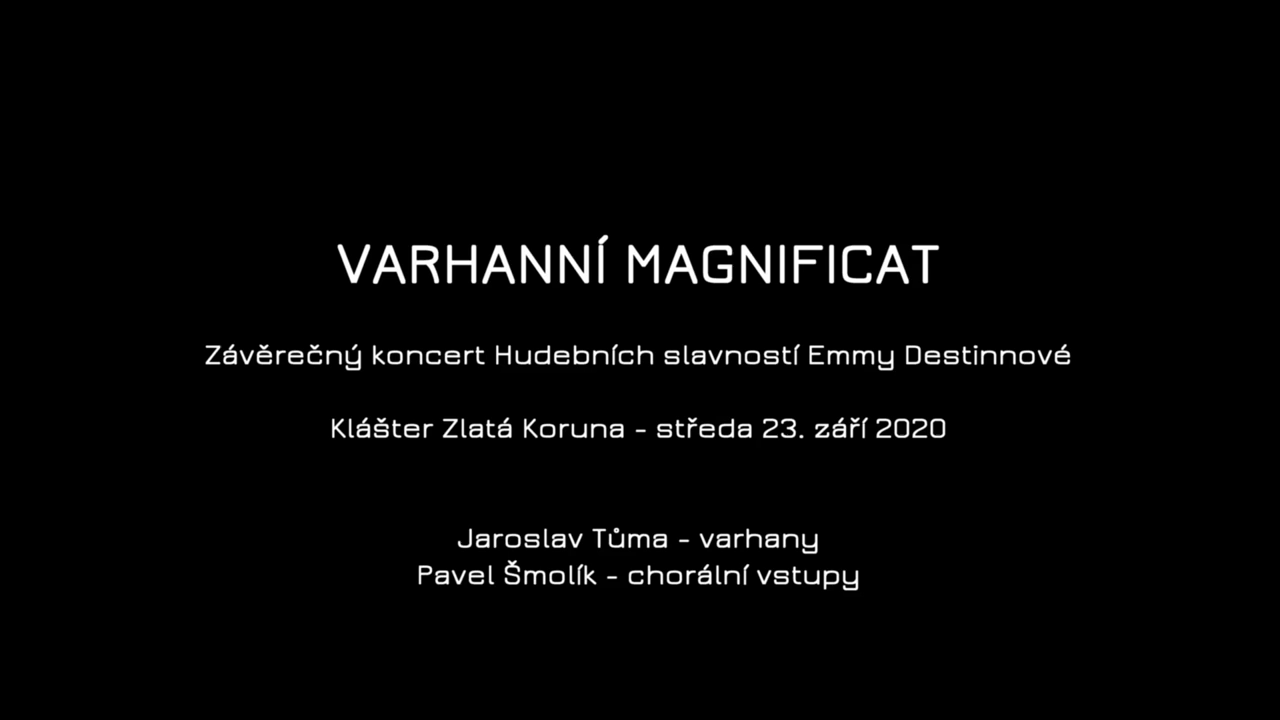 VARHANNÍ MAGNIFICAT
Závěrečný koncert Hudebních slavností Emmy Destinnové
Klášter Zlatá Koruna - středa 23. září 2020
Jaroslav Tůma - varhany
Pavel Šmolík - chorální vstupy